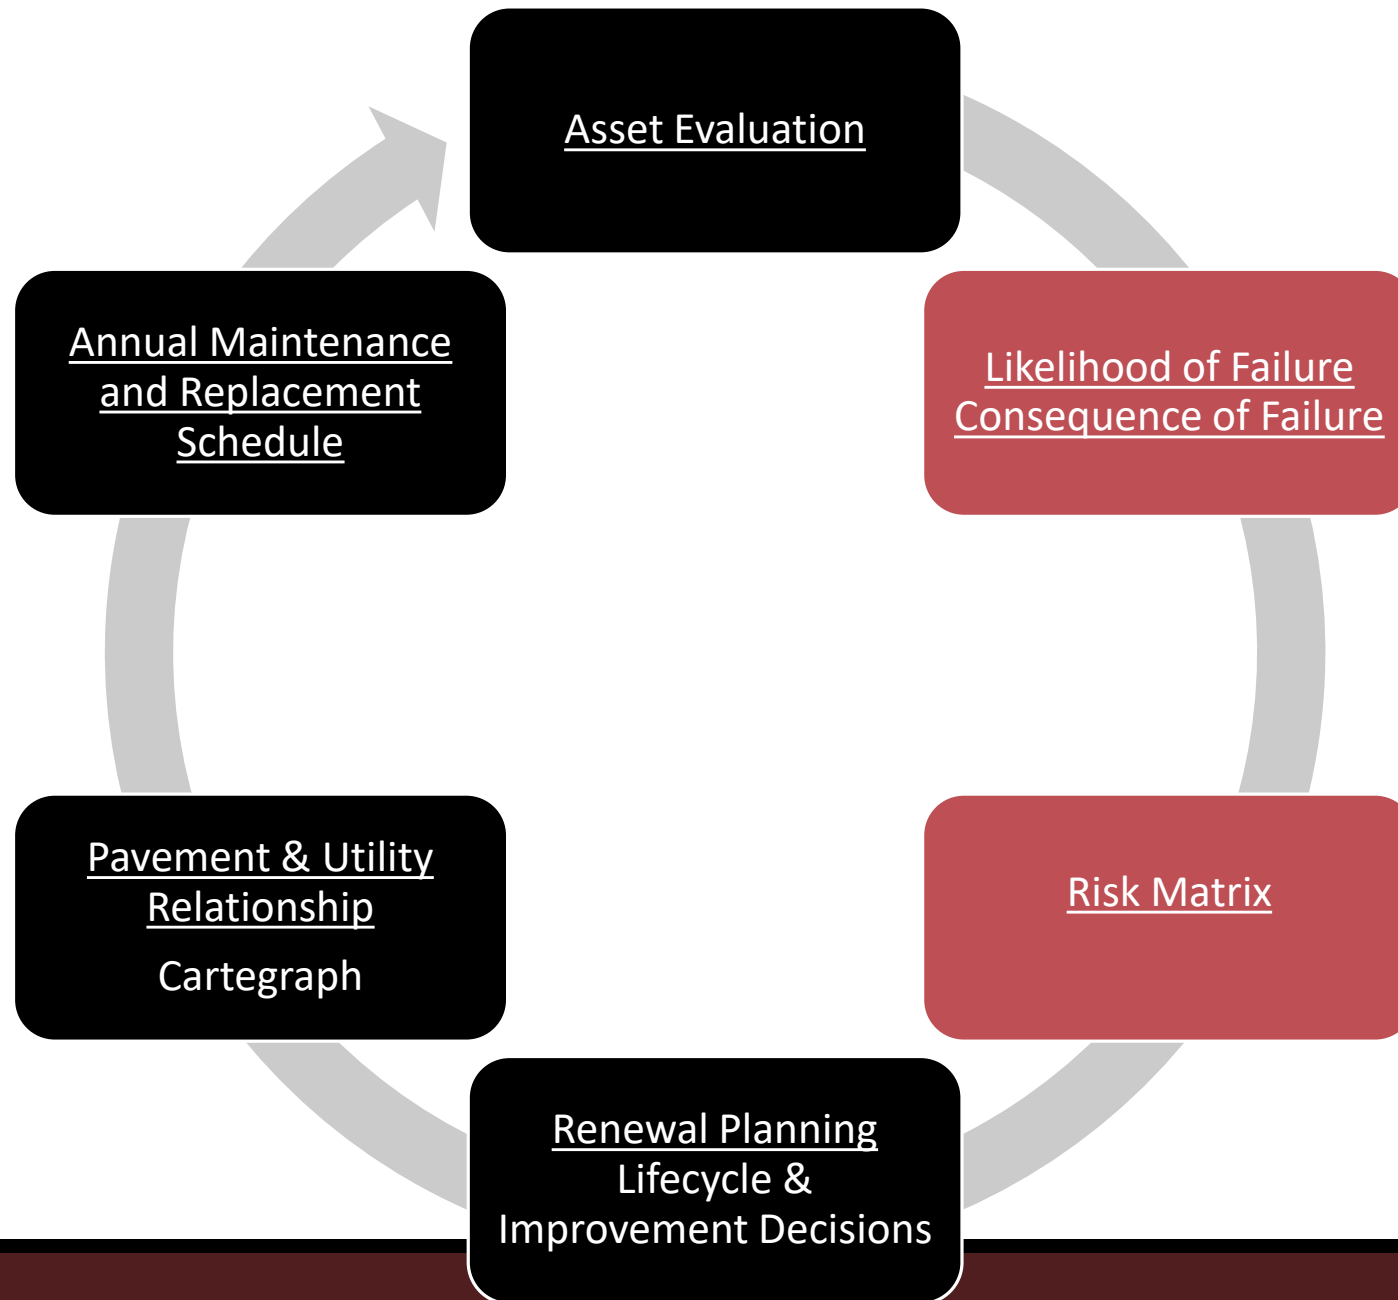 Asset Evaluation
Likelihood of Failure
Consequence of Failure
Risk Matrix
Renewal Planning
Lifecycle &
Improvement Decisions
Pavement & Utility
Relationship
Cartegraph
Annual Maintenance
and Replacement
Schedule